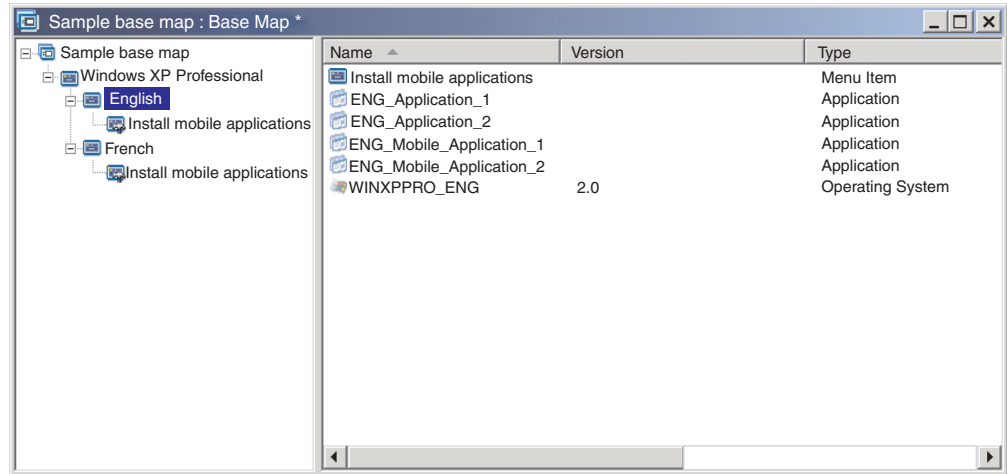 Sample base map : Base Map *
Sample base map
Windows XP Professional
English
Install mobile applications
French
Install mobile applications
Name Version Type
Install mobile applications Menu Item
ENG_Application_1 Application
ENG_Application_2 Application
ENG_Mobile_Application_1 Application
ENG_Mobile_Application_2 Application
WINXPPRO_ENG 2.0 Operating System